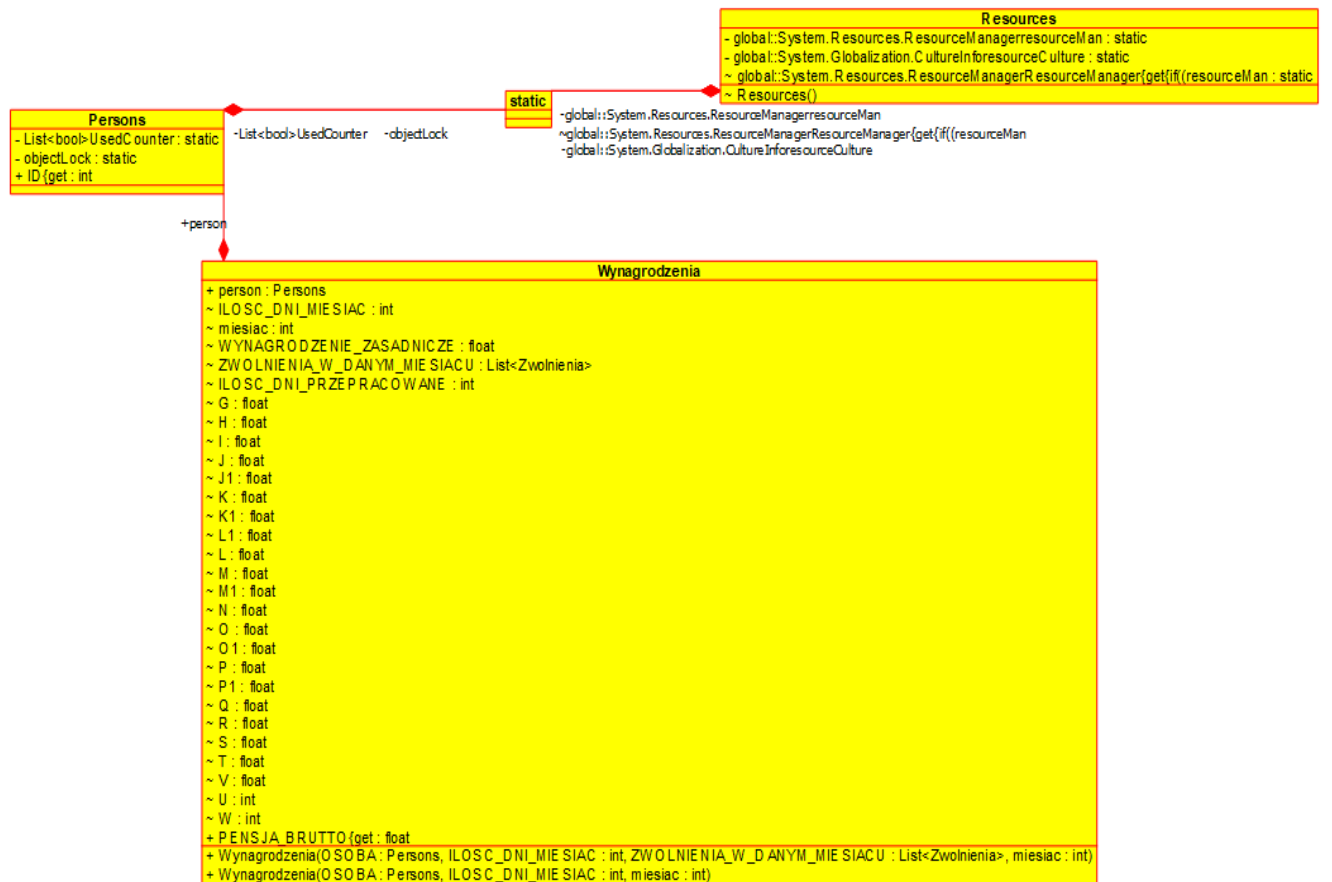 Resources
- global::System.Resources.ResourceManagerresourceMan : static
- global::System.Globalization.CultureInforesourceCulture : static
~ global::System.Resources.ResourceManagerResourceManager{get{if((resourceMan : static
~ Resources()
static
-global::System.Resources.ResourceManagerresourceMan
~global::System.Resources.ResourceManagerResourceManager{get{if((resourceMan
-global::System.Globalization.CultureInforesourceCulture
Persons
- List<bool>UsedCounter : static
- objectLock : static
+ ID{get : int
-List<bool>UsedCounter -objectLock
+person
Wynagrodzenia
+ person : Persons
~ ILOSC_DNI_MIESIAC : int
~ miesiac : int
~ WYNAGRODZENIE_ZASADNICZE : float
~ ZWOLNIENIA_W_DANYM_MIESIACU : List<Zwolnienia>
~ ILOSC_DNI_PRZEPRACOWANE : int
~ G : float
~ H : float
~ I : float
~ J : float
~ J1 : float
~ K : float
~ K1 : float
~ L1 : float
~ L : float
~ M : float
~ M1 : float
~ N : float
~ O : float
~ O1 : float
~ P : float
~ P1 : float
~ Q : float
~ R : float
~ S : float
~ T : float
~ V : float
~ U : int
~ W : int
+ PENSJA_BRUTTO{get : float
+ Wynagrodzenia(OSOBA : Persons, ILOSC_DNI_MIESIAC : int, ZWOLNIENIA_W_DANYM_MIESIACU : List<Zwolnienia>, miesiac : int)
+ Wynagrodzenia(OSOBA : Persons, ILOSC_DNI_MIESIAC : int, miesiac : int)